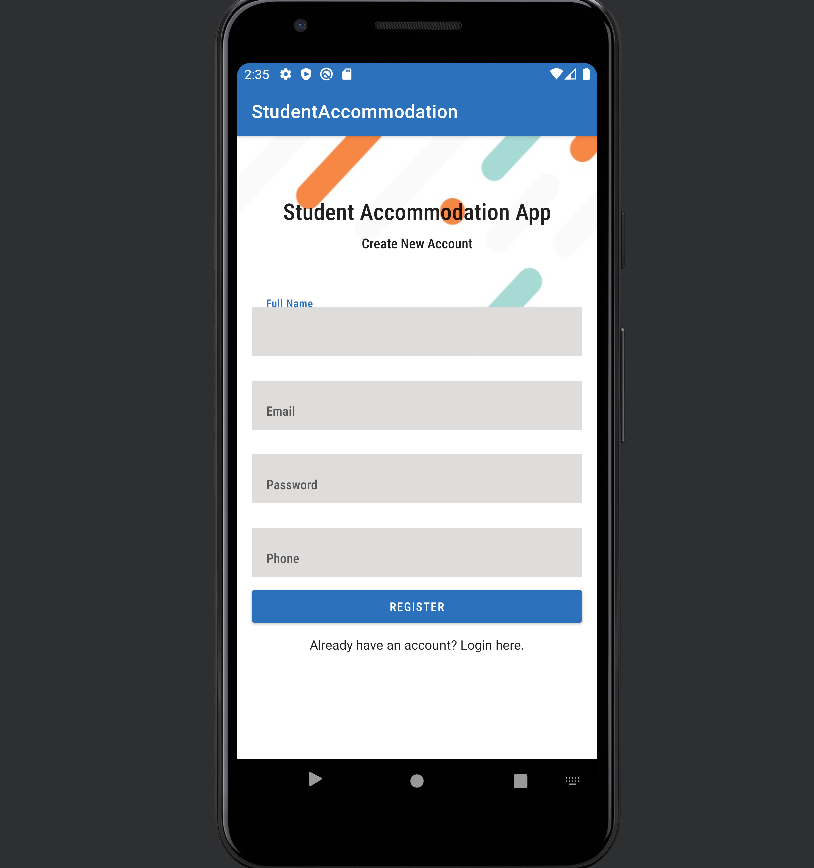 2:35
StudentAccommodation
Student Accommodation App
Create New Account
Full Name
Email
Password
Phone
REGISTER
Already have an account? Login here.